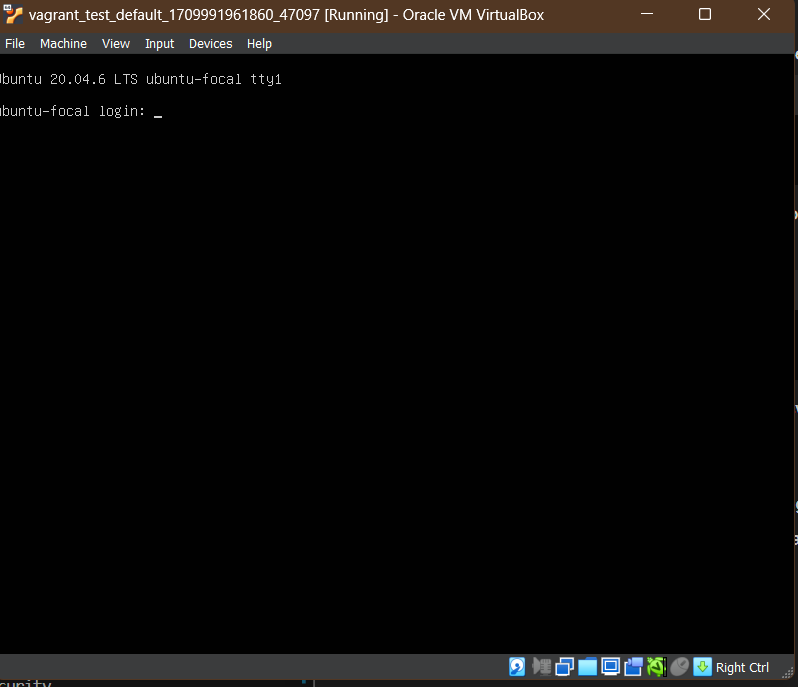 vagrant_test_default_1709991961860_47097 [Running] - Oracle VM VirtualBox
File Machine View Input Devices Help
Ubuntu 20.04.6 LTS ubuntu-focal tty1
ubuntu-focal login: _
Right Ctrl